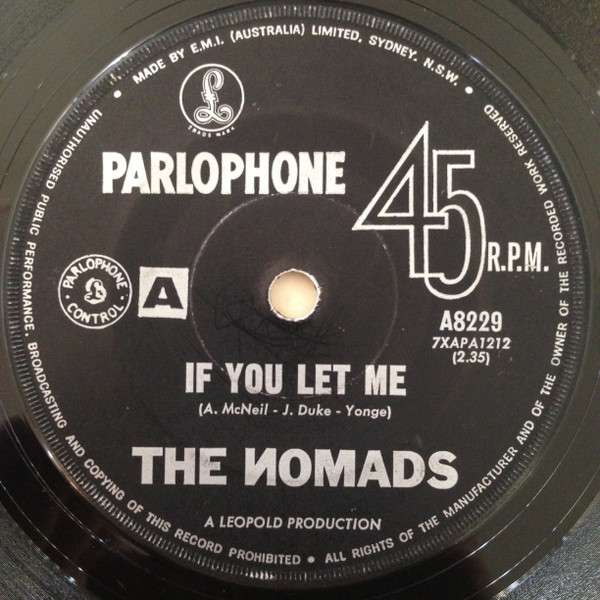 MADE BY E.M.I. (AUSTRALIA) LIMITED, SYDNEY. N.S.W. •
£
TRADE MARK
PARLOPHONE
45
R.P.M.
PARLOPHONE
£
CONTROL
A
A8229
7XAPA1212
(2.35)
IF YOU LET ME
(A. McNeil - J. Duke - Yonge)
THE NOMADS
A LEOPOLD PRODUCTION
• UNAUTHORISED PUBLIC PERFORMANCE, BROADCASTING AND COPYING OF THIS RECORD PROHIBITED • ALL RIGHTS OF THE MANUFACTURER AND OF THE OWNER OF THE RECORDED WORK RESERVED